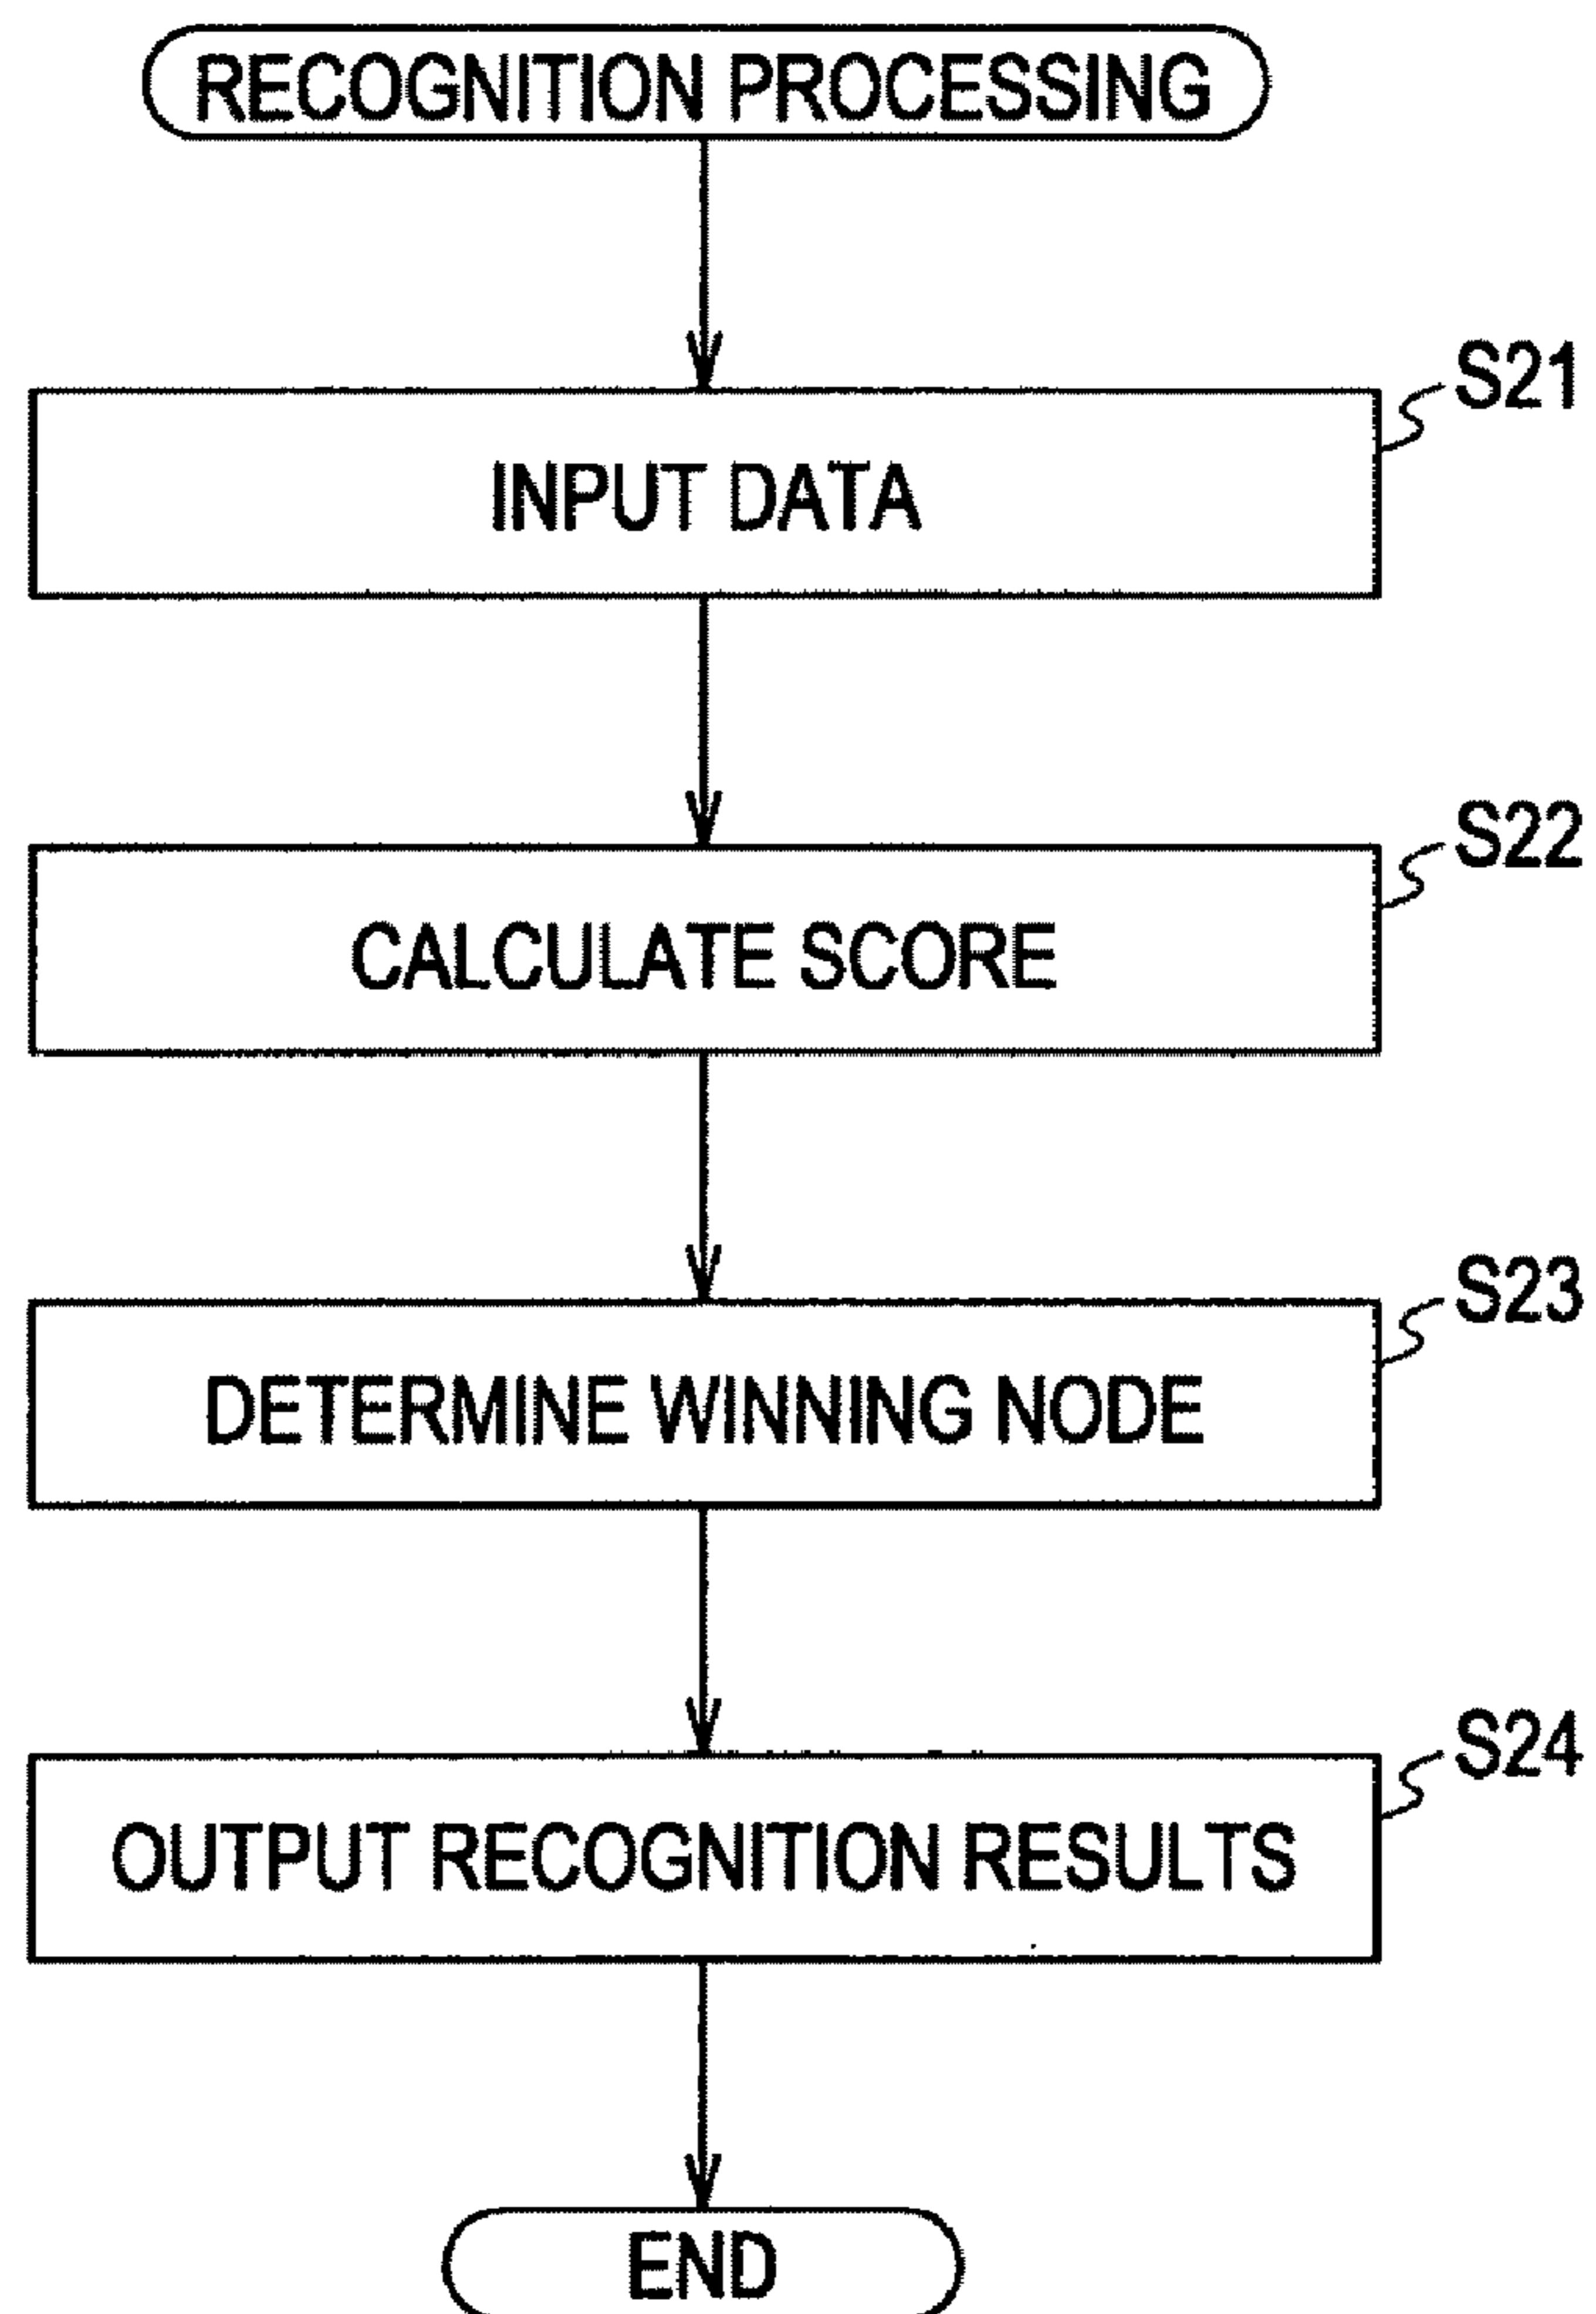 RECOGNITION PROCESSING
S21
INPUT DATA
S22
CALCULATE SCORE
S23
DETERMINE WINNING NODE
S24
OUTPUT RECOGNITION RESULTS
END